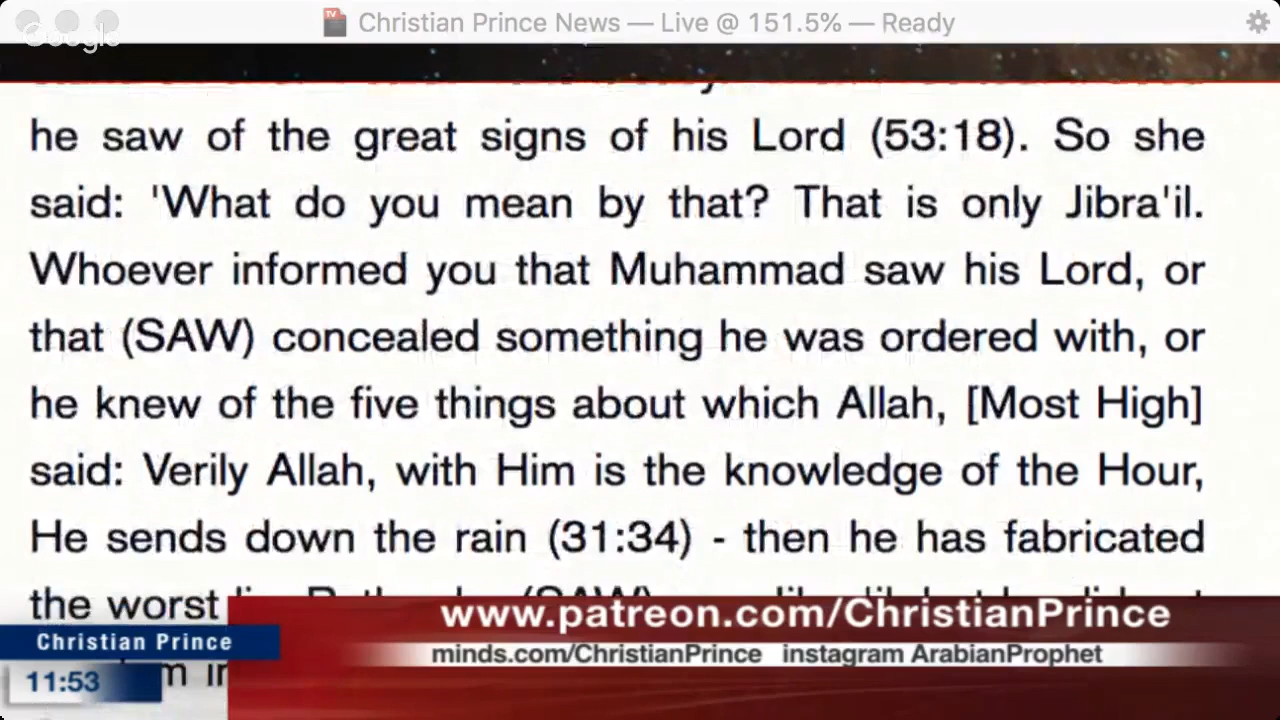 Christian Prince News — Live @ 151.5% — Ready
Google
he saw of the great signs of his Lord (53:18). So she
said: 'What do you mean by that? That is only Jibra'il.
Whoever informed you that Muhammad saw his Lord, or
that (SAW) concealed something he was ordered with, or
he knew of the five things about which Allah, [Most High]
said: Verily Allah, with Him is the knowledge of the Hour,
He sends down the rain (31:34) - then he has fabricated
the worst
www.patreon.com/ChristianPrince
Christian Prince
minds.com/ChristianPrince instagram ArabianProphet
11:53